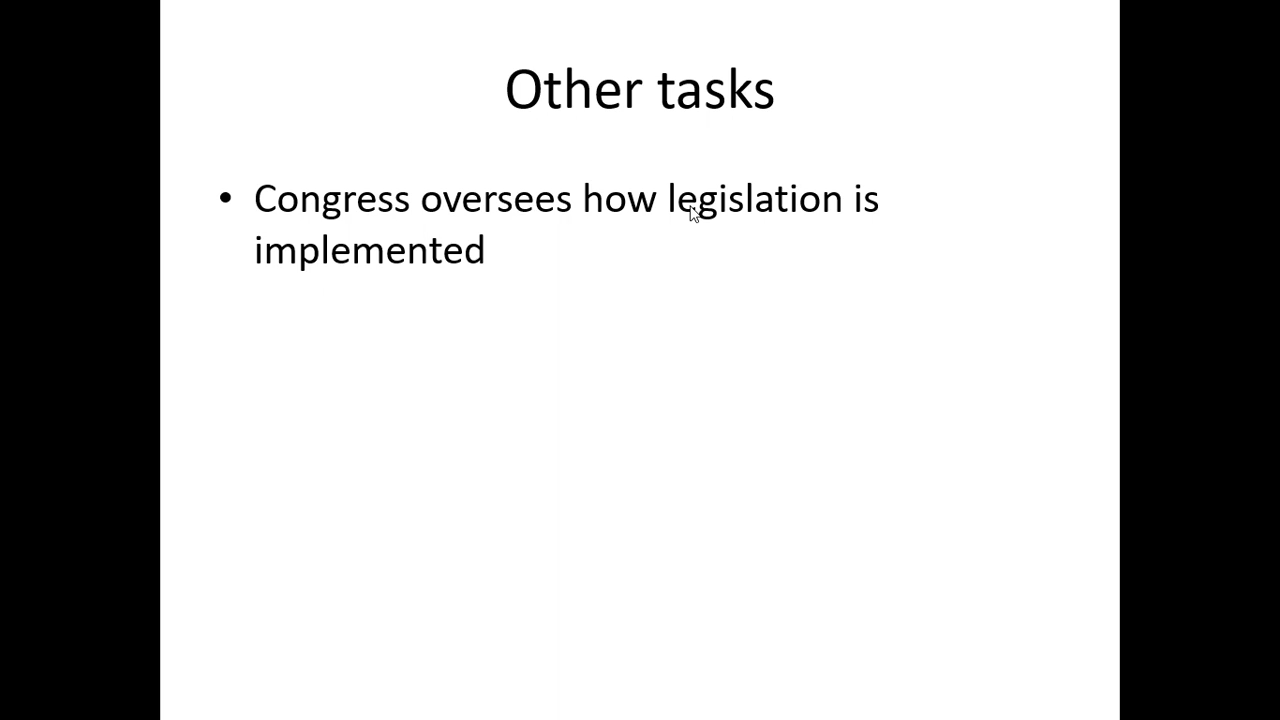 Other tasks
• Congress oversees how legislation is
implemented